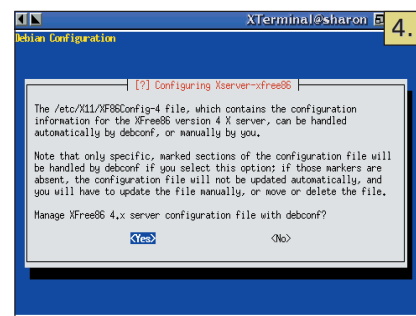 XTerminal@sharon
4.
Debian Configuration
[?] Configuring Xserver-xfree86
The /etc/X11/XF86Config-4 file, which contains the configuration
information for the XFree86 version 4 X server, can be handled
automatically by debconf, or manually by you.
Note that only specific, marked sections of the configuration file will
be handled by debconf if you select this option; if those markers are
absent, the configuration file will not be updated automatically, and
you will have to update the file manually, or move or delete the file.
Manage XFree86 4.x server configuration file with debconf?
<Yes> <No>